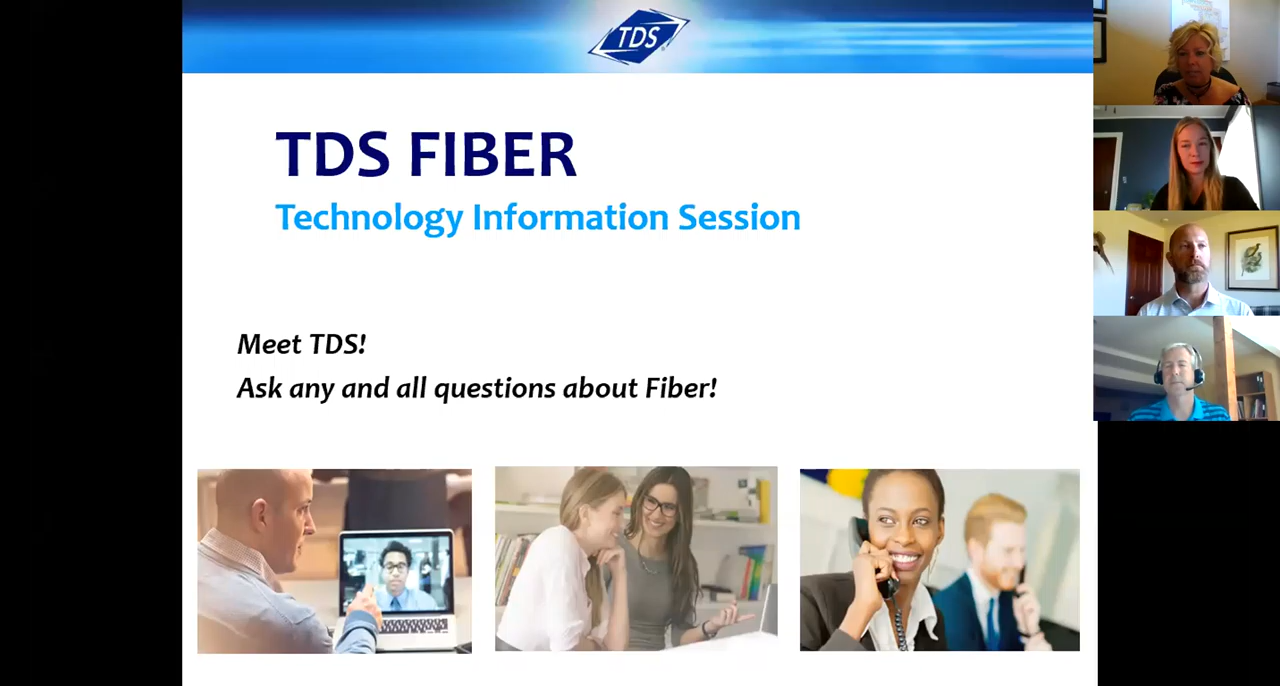 TDS
TDS FIBER
Technology Information Session
Meet TDS!
Ask any and all questions about Fiber!